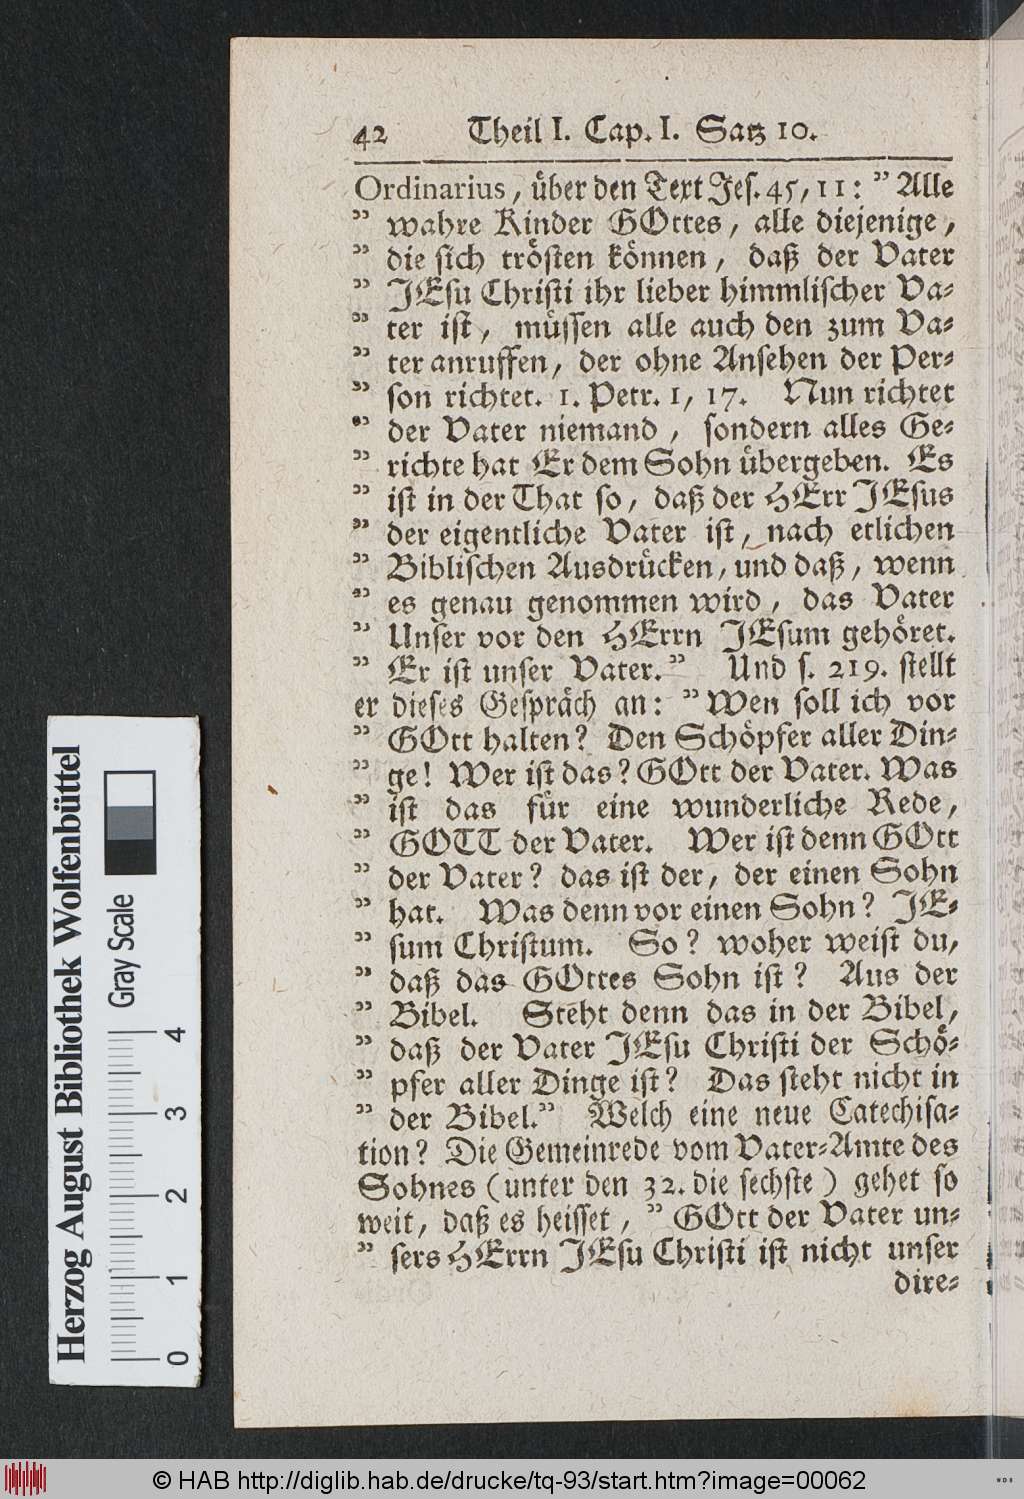 42 Theil I. Cap. I. Satz 10.
Ordinarius, über den Text Jes. 45, 11: ” Alle
” wahre Kinder GOttes, alle diejenige,
” die sich trösten können, daß der Vater
” JEsu Christi ihr lieber himmlischer Va-
” ter ist, müssen alle auch den zum Va-
” ter anruffen, der ohne Ansehen der Per-
” son richtet. 1. Petr. 1, 17. Nun richtet
” der Vater niemand, sondern alles Ge-
” richte hat Er dem Sohn übergeben. Es
” ist in der That so, daß der HErr JEsus
” der eigentliche Vater ist, nach etlichen
” Biblischen Ausdrücken, und daß, wenn
” es genau genommen wird, das Vater
” Unser vor den HErrn JEsum gehöret.
” Er ist unser Vater.” Und s. 219. stellt
er dieses Gespräch an: ” Wen soll ich vor
” GOtt halten? Den Schöpfer aller Din-
” ge! Wer ist das? GOtt der Vater. Was
” ist das für eine wunderliche Rede,
” GOTT der Vater. Wer ist denn GOtt
” der Vater? das ist der, der einen Sohn
” hat. Was denn vor einen Sohn? JE-
” sum Christum. So? woher weist du,
” daß das GOttes Sohn ist? Aus der
” Bibel. Steht denn das in der Bibel,
” daß der Vater JEsu Christi der Schö-
” pfer aller Dinge ist? Das steht nicht in
” der Bibel.” Welch eine neue Catechisa-
tion? Die Gemeinrede vom Vater-Amte des
Sohnes (unter den 32. die sechste) gehet so
weit, daß es heisset, ” GOtt der Vater un-
” sers HErrn JEsu Christi ist nicht unser
dire-
Herzog August Bibliothek Wolfenbüttel
Gray Scale
0 1 2 3 4
© HAB http://diglib.hab.de/drucke/tq-93/start.htm?image=00062